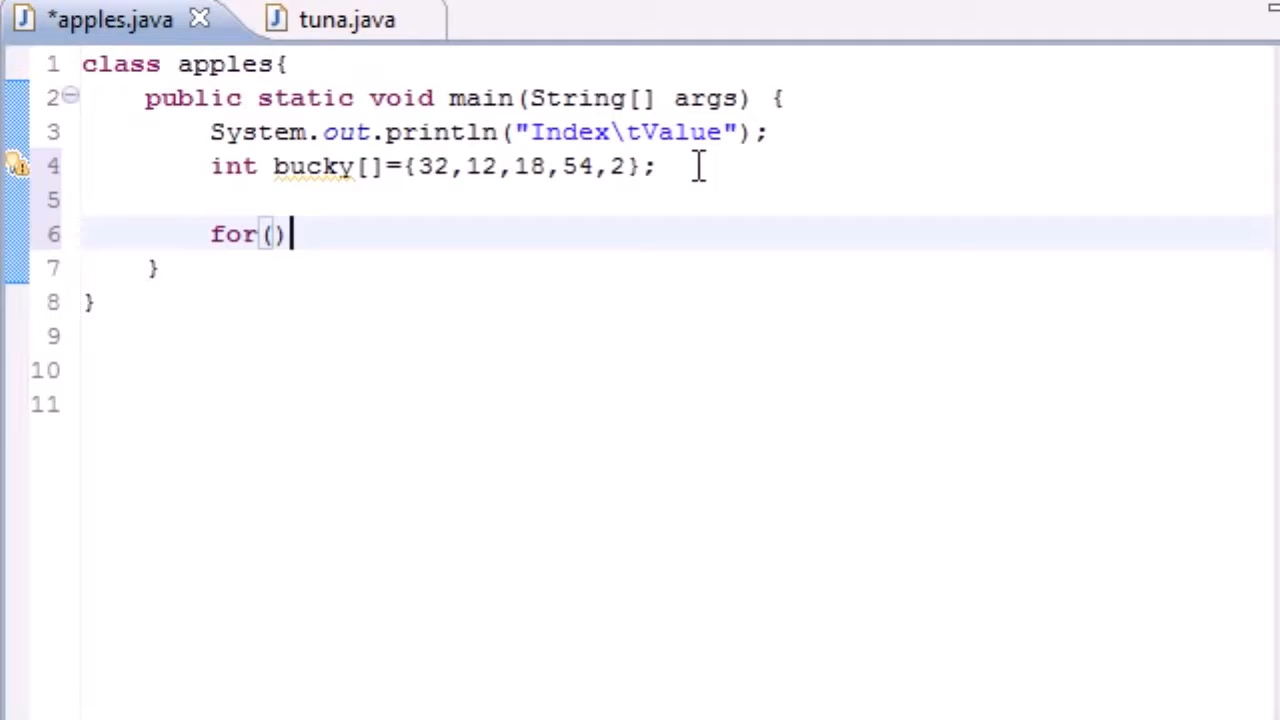 *apples.java tuna.java
1 class apples{
2 public static void main(String[] args) {
3 System.out.println("Index\tValue");
4 int bucky[]={32,12,18,54,2};
5
6 for()
7 }
8 }
9
10
11